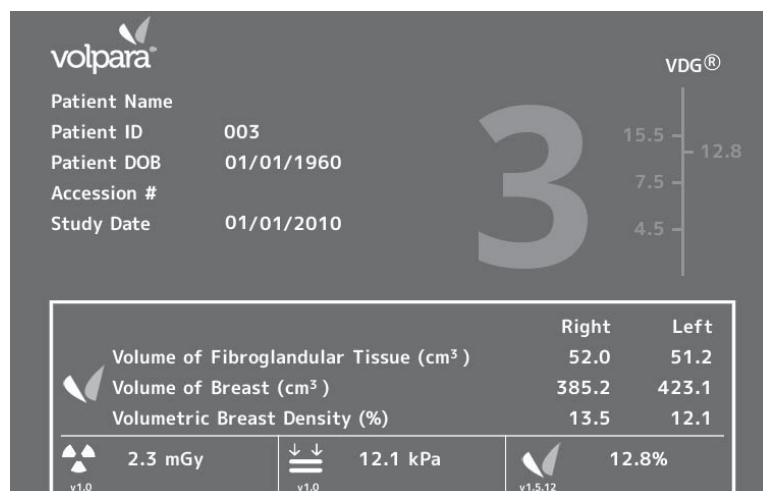 volpara®
VDG®
Patient Name
Patient ID 003
Patient DOB 01/01/1960
Accession #
Study Date 01/01/2010
3
15.5
12.8
7.5
4.5
Right Left
Volume of Fibroglandular Tissue (cm³) 52.0 51.2
Volume of Breast (cm³) 385.2 423.1
Volumetric Breast Density (%) 13.5 12.1
2.3 mGy 12.1 kPa 12.8%
v1.0 v1.0 v1.5.12